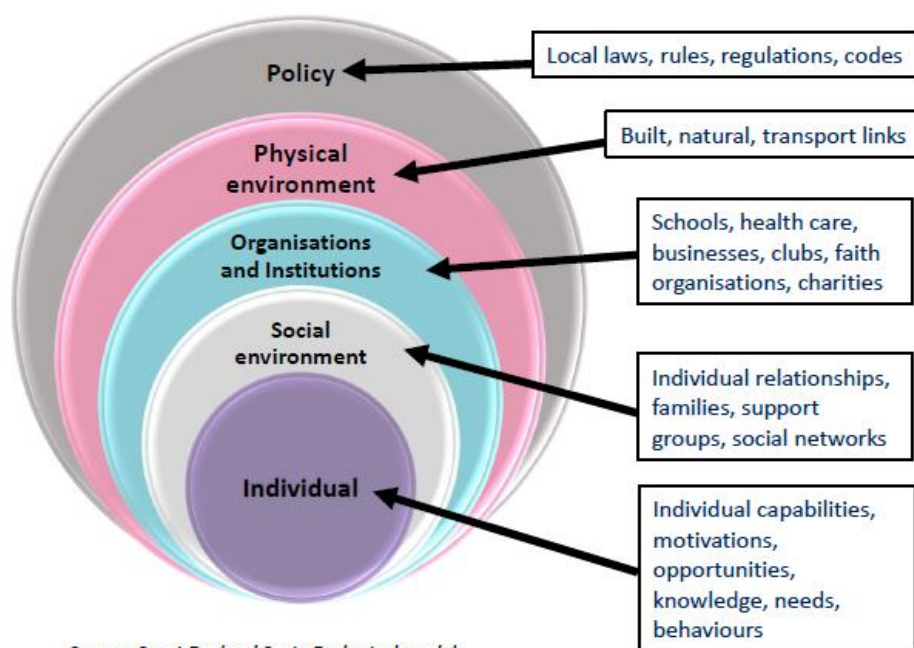 Policy
Local laws, rules, regulations, codes
Physical
environment
Built, natural, transport links
Organisations
and Institutions
Schools, health care,
businesses, clubs, faith
organisations, charities
Social
environment
Individual relationships,
families, support
groups, social networks
Individual
Individual capabilities,
motivations,
opportunities,
knowledge, needs,
behaviours